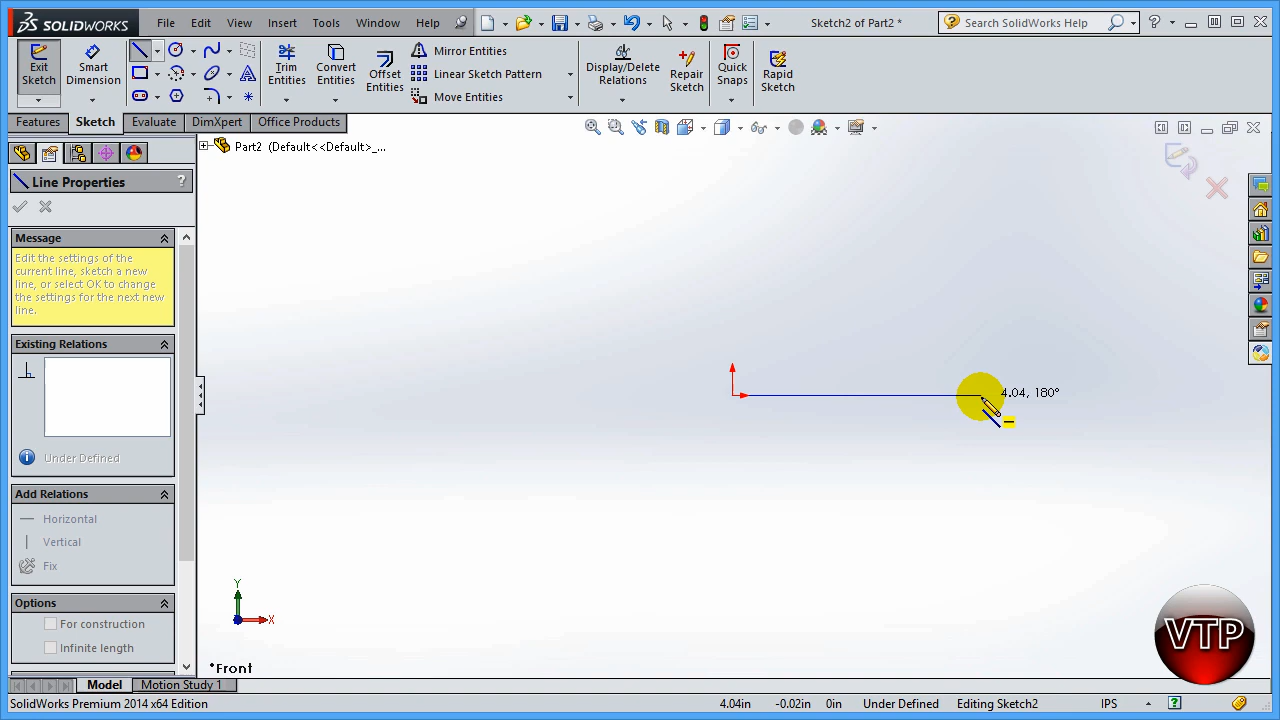 SOLIDWORKS File Edit View Insert Tools Window Help Sketch2 of Part2 * Search SolidWorks Help
Exit Sketch
Smart Dimension
Trim Entities
Convert Entities
Offset Entities
Mirror Entities
Linear Sketch Pattern
Move Entities
Display/Delete Relations
Repair Sketch
Quick Snaps
Rapid Sketch
Features Sketch Evaluate DimXpert Office Products
Part2 (Default<<Default>_...
Line Properties ?
Message
Edit the settings of the
current line, sketch a new
line, or select OK to change
the settings for the next new
line.
Existing Relations
Under Defined
Add Relations
Horizontal
Vertical
Fix
Options
For construction
Infinite length
4.04, 180°
Y
X
*Front
VTP
Model Motion Study 1
SolidWorks Premium 2014 x64 Edition 4.04in -0.02in 0in Under Defined Editing Sketch2 IPS